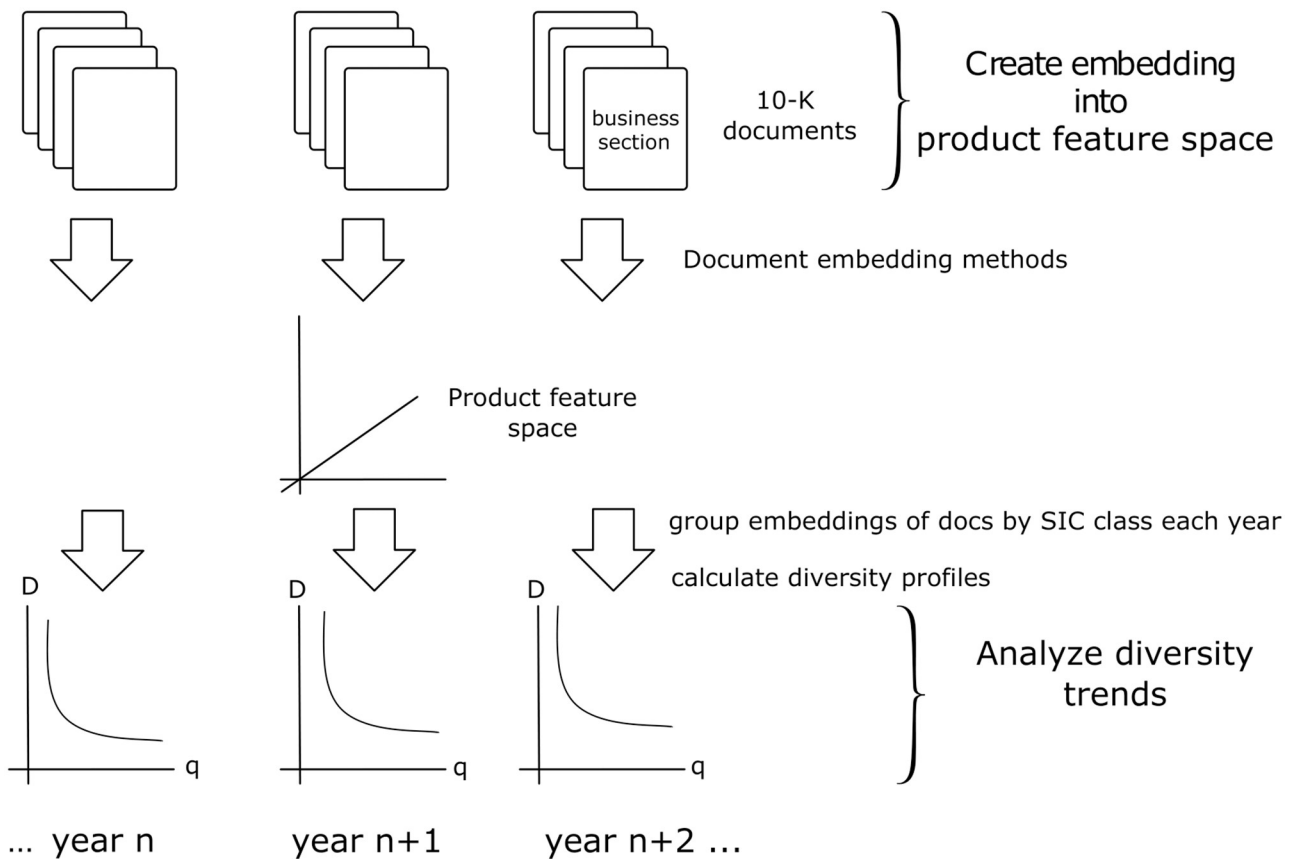 business
section
10-K
documents
Create embedding
into
product feature space
Document embedding methods
Product feature
space
group embeddings of docs by SIC class each year
calculate diversity profiles
D
q
D
q
D
q
Analyze diversity
trends
... year n
year n+1
year n+2 ...